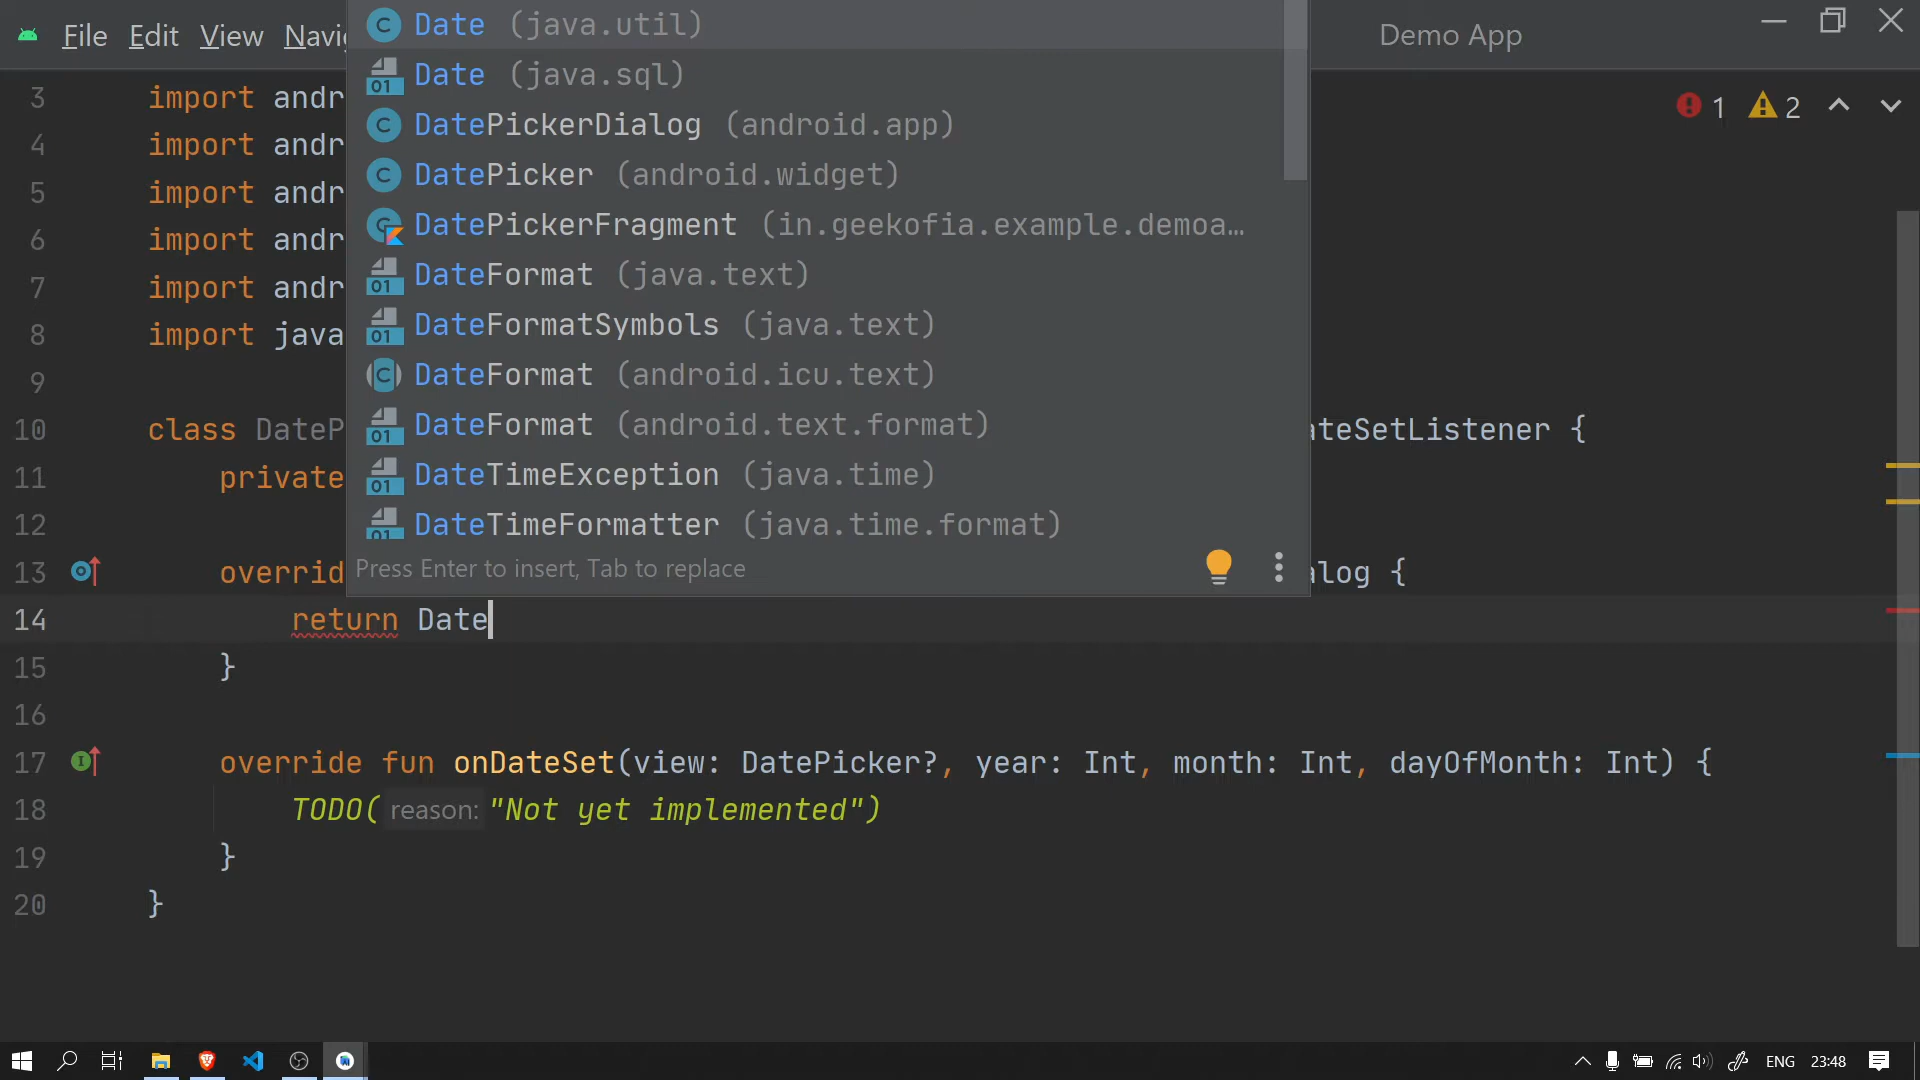 File Edit View Navi
Demo App
Date (java.util)
Date (java.sql)
DatePickerDialog (android.app)
DatePicker (android.widget)
DatePickerFragment (in.geekofia.example.demoa…
DateFormat (java.text)
DateFormatSymbols (java.text)
DateFormat (android.icu.text)
DateFormat (android.text.format)
DateTimeException (java.time)
DateTimeFormatter (java.time.format)
Press Enter to insert, Tab to replace
1 2
3 import andr
4 import andr
5 import andr
6 import andr
7 import andr
8 import java
9
10 class DateP ateSetListener {
11 private
12
13 overrid alog {
14 return Date
15 }
16
17 override fun onDateSet(view: DatePicker?, year: Int, month: Int, dayOfMonth: Int) {
18 TODO( reason: "Not yet implemented")
19 }
20 }
ENG 23:48